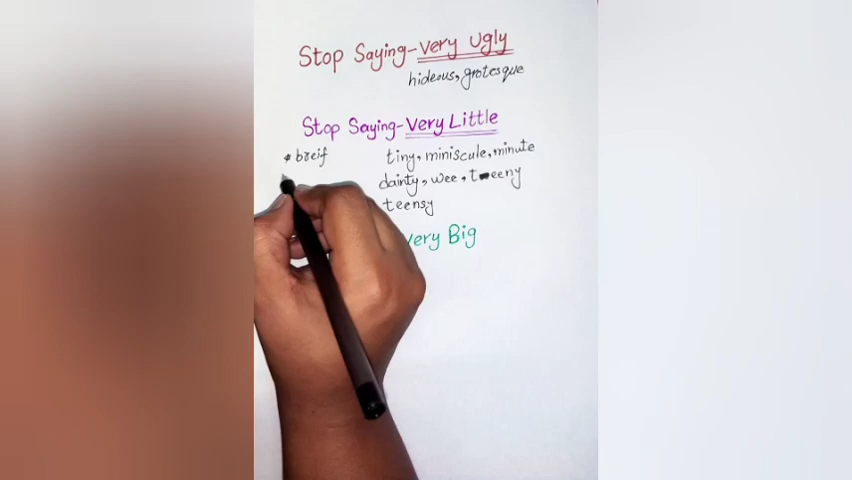 Stop Saying-Very Ugly
hideous, grotesque
Stop Saying-Very Little
* breif
tiny, miniscule, minute
dainty, wee, teeny
teensy
very Big